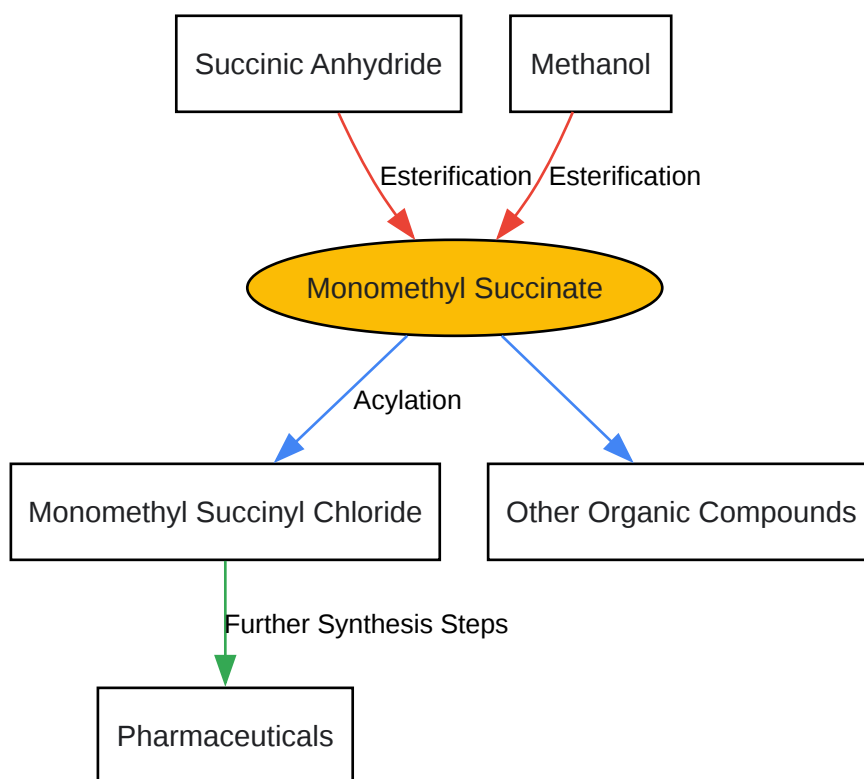 Succinic Anhydride
Methanol
Esterification
Esterification
Monomethyl Succinate
Acylation
Monomethyl Succinyl Chloride
Other Organic Compounds
Further Synthesis Steps
Pharmaceuticals